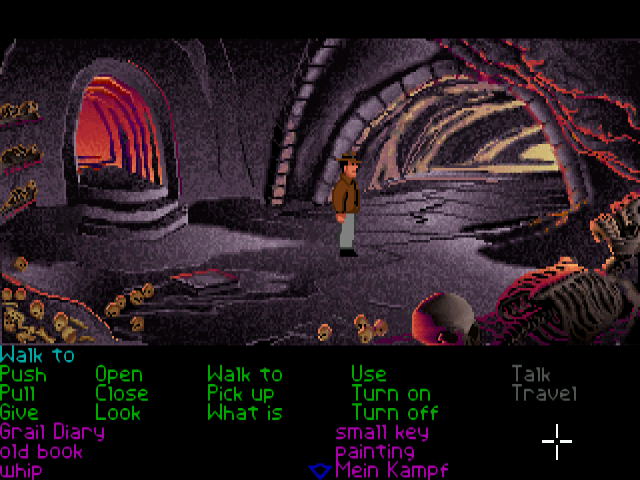 Walk to
Push Open Walk to Use Talk
Pull Close Pick up Turn on Travel
Give Look What is Turn off
Grail Diary small key
old book painting
whip Mein Kampf